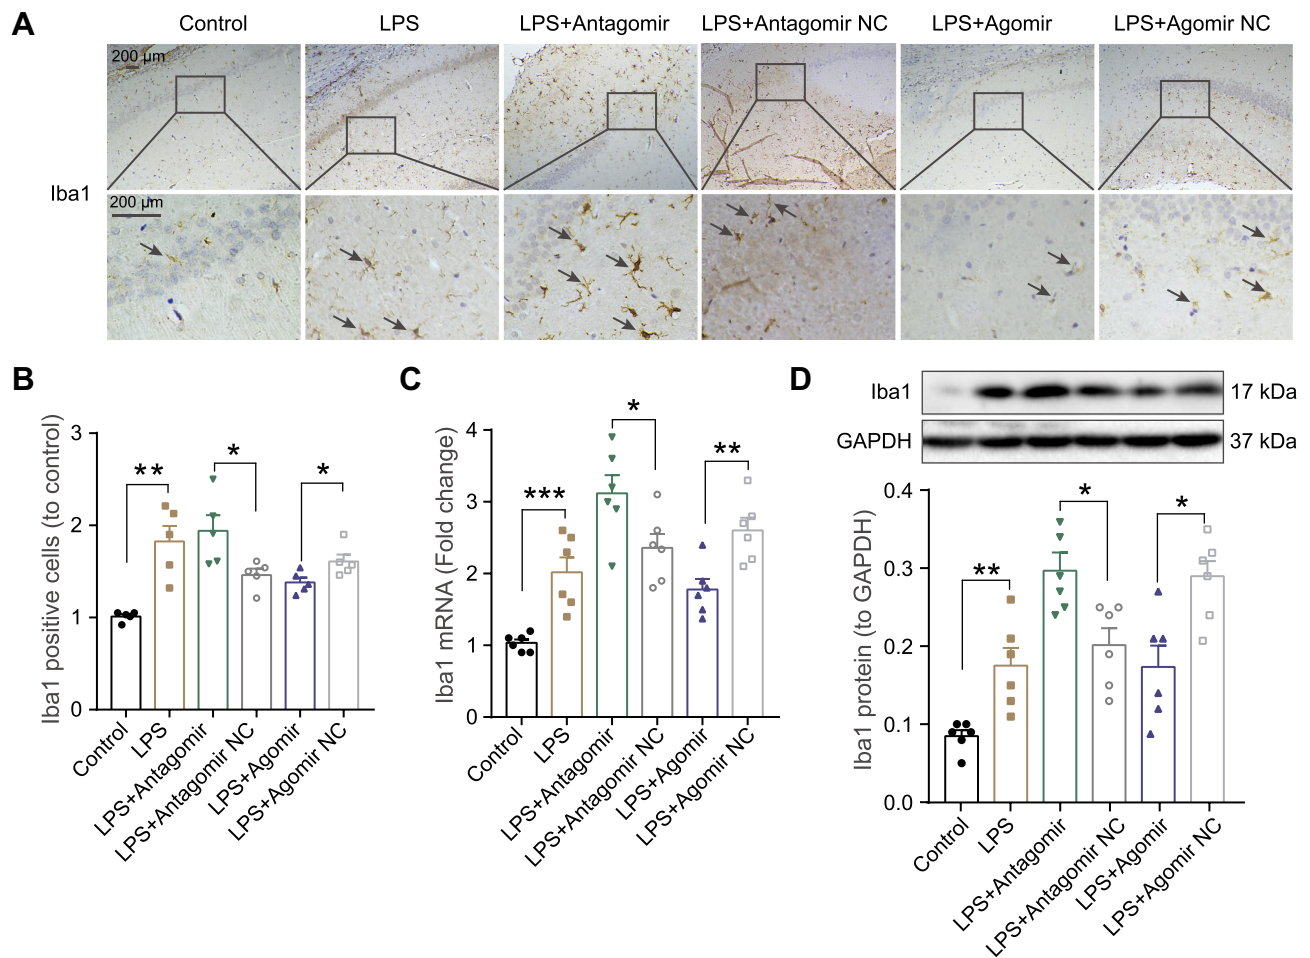 A
Control
LPS
LPS+Antagomir
LPS+Antagomir NC
LPS+Agomir
LPS+Agomir NC
200 μm
Iba1
200 μm
B
Iba1 positive cells (to control)
3
2
1
0
**
*
*
Control
LPS
LPS+Antagomir
LPS+Antagomir NC
LPS+Agomir
LPS+Agomir NC
C
Iba1 mRNA (Fold change)
4
3
2
1
0
***
*
**
Control
LPS
LPS+Antagomir
LPS+Antagomir NC
LPS+Agomir
LPS+Agomir NC
D
Iba1
17 kDa
GAPDH
37 kDa
Iba1 protein (to GAPDH)
0.4
0.3
0.2
0.1
0.0
**
*
*
Control
LPS
LPS+Antagomir
LPS+Antagomir NC
LPS+Agomir
LPS+Agomir NC